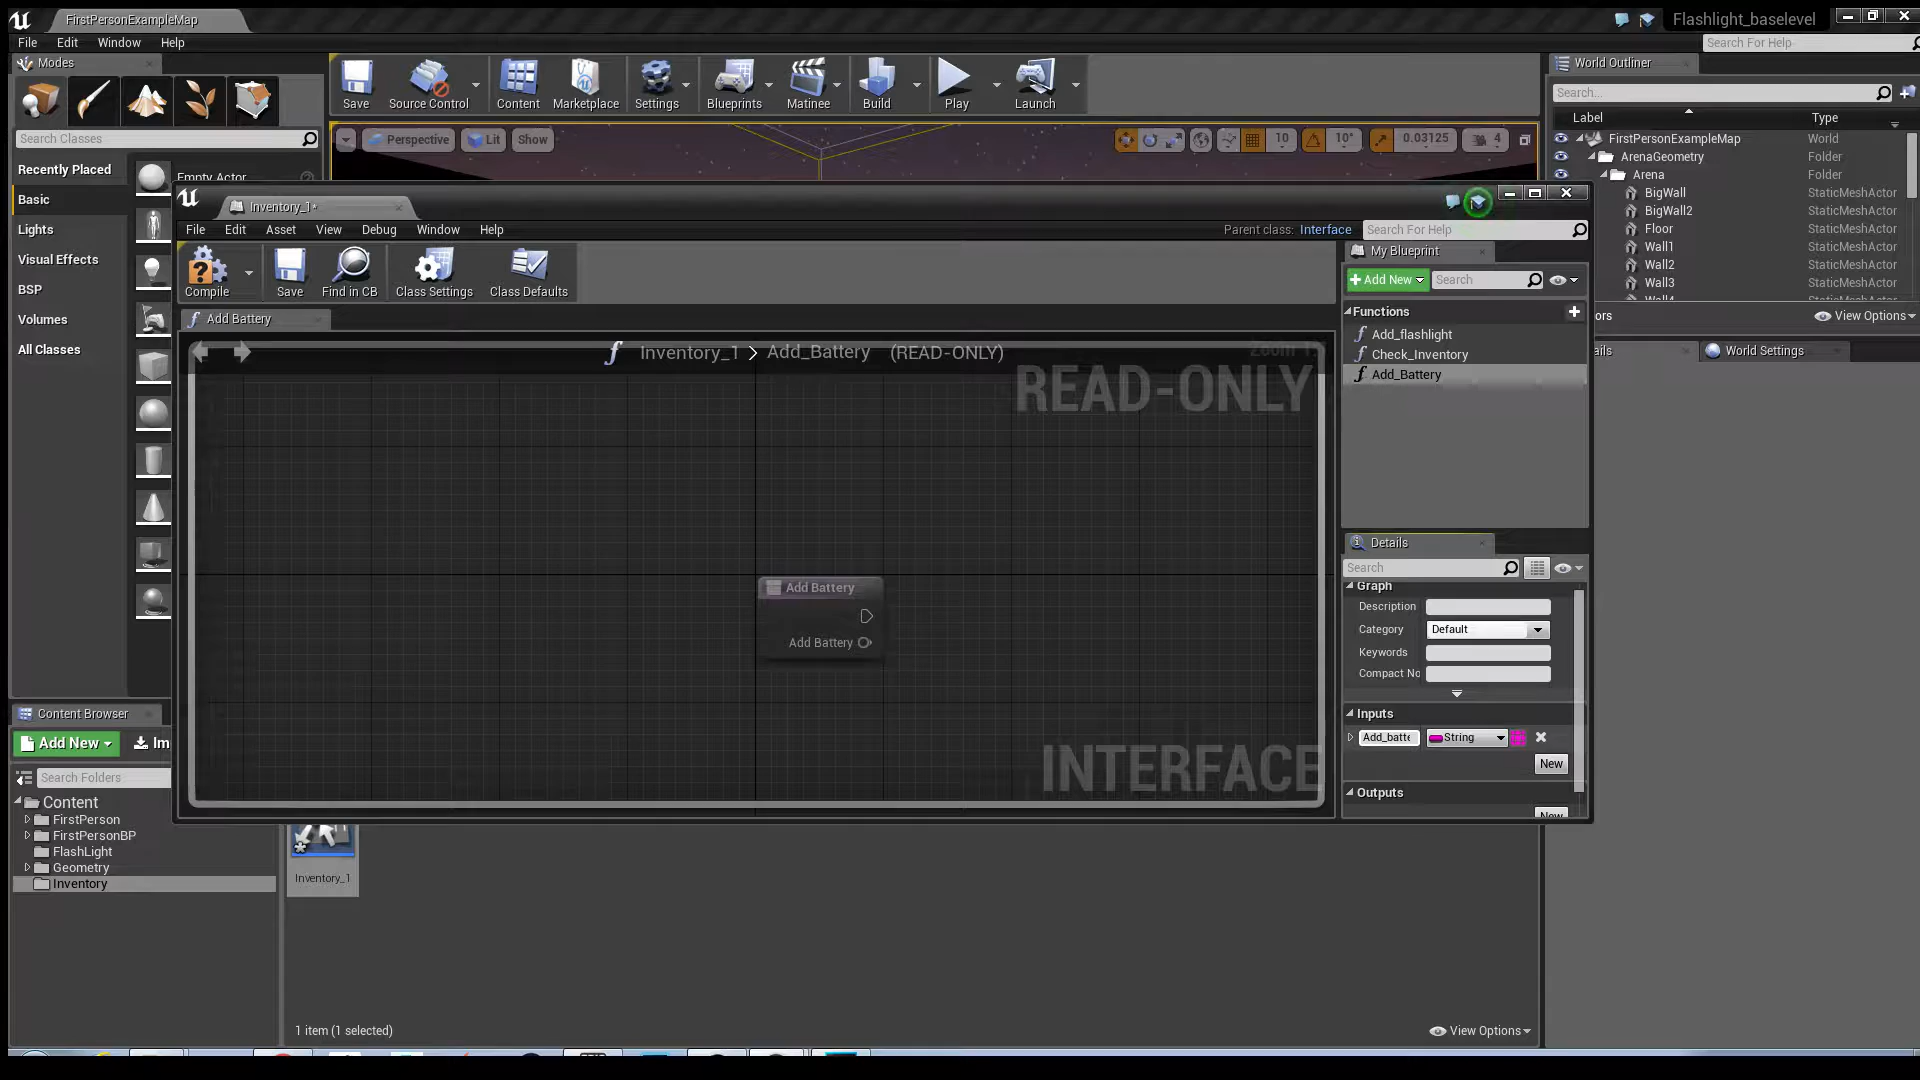 FirstPersonExampleMap
Flashlight_baselevel
File Edit Window Help
Search For Help
Modes
Search Classes
Recently Placed
Basic
Lights
Visual Effects
BSP
Volumes
All Classes
Empty Actor
Save
Source Control
Content
Marketplace
Settings
Blueprints
Matinee
Build
Play
Launch
Perspective
Lit
Show
10
10°
0.03125
4
World Outliner
Search...
Label Type
FirstPersonExampleMap World
ArenaGeometry Folder
Arena Folder
BigWall StaticMeshActor
BigWall2 StaticMeshActor
Floor StaticMeshActor
Wall1 StaticMeshActor
Wall2 StaticMeshActor
Wall3 StaticMeshActor
Wall4
ors
View Options
ails
World Settings
Inventory_1*
File Edit Asset View Debug Window Help
Parent class: Interface
Search For Help
Compile
Save
Find in CB
Class Settings
Class Defaults
Add Battery
Inventory_1 > Add_Battery (READ-ONLY)
READ-ONLY
Add Battery
Add Battery
INTERFACE
My Blueprint
Add New
Search
Functions
Add_flashlight
Check_Inventory
Add_Battery
Details
Search
Graph
Description
Category Default
Keywords
Compact No
Inputs
Add_batte String
New
Outputs
New
Content Browser
Add New
Im
Search Folders
Content
FirstPerson
FirstPersonBP
FlashLight
Geometry
Inventory
Inventory_1
1 item (1 selected)
View Options